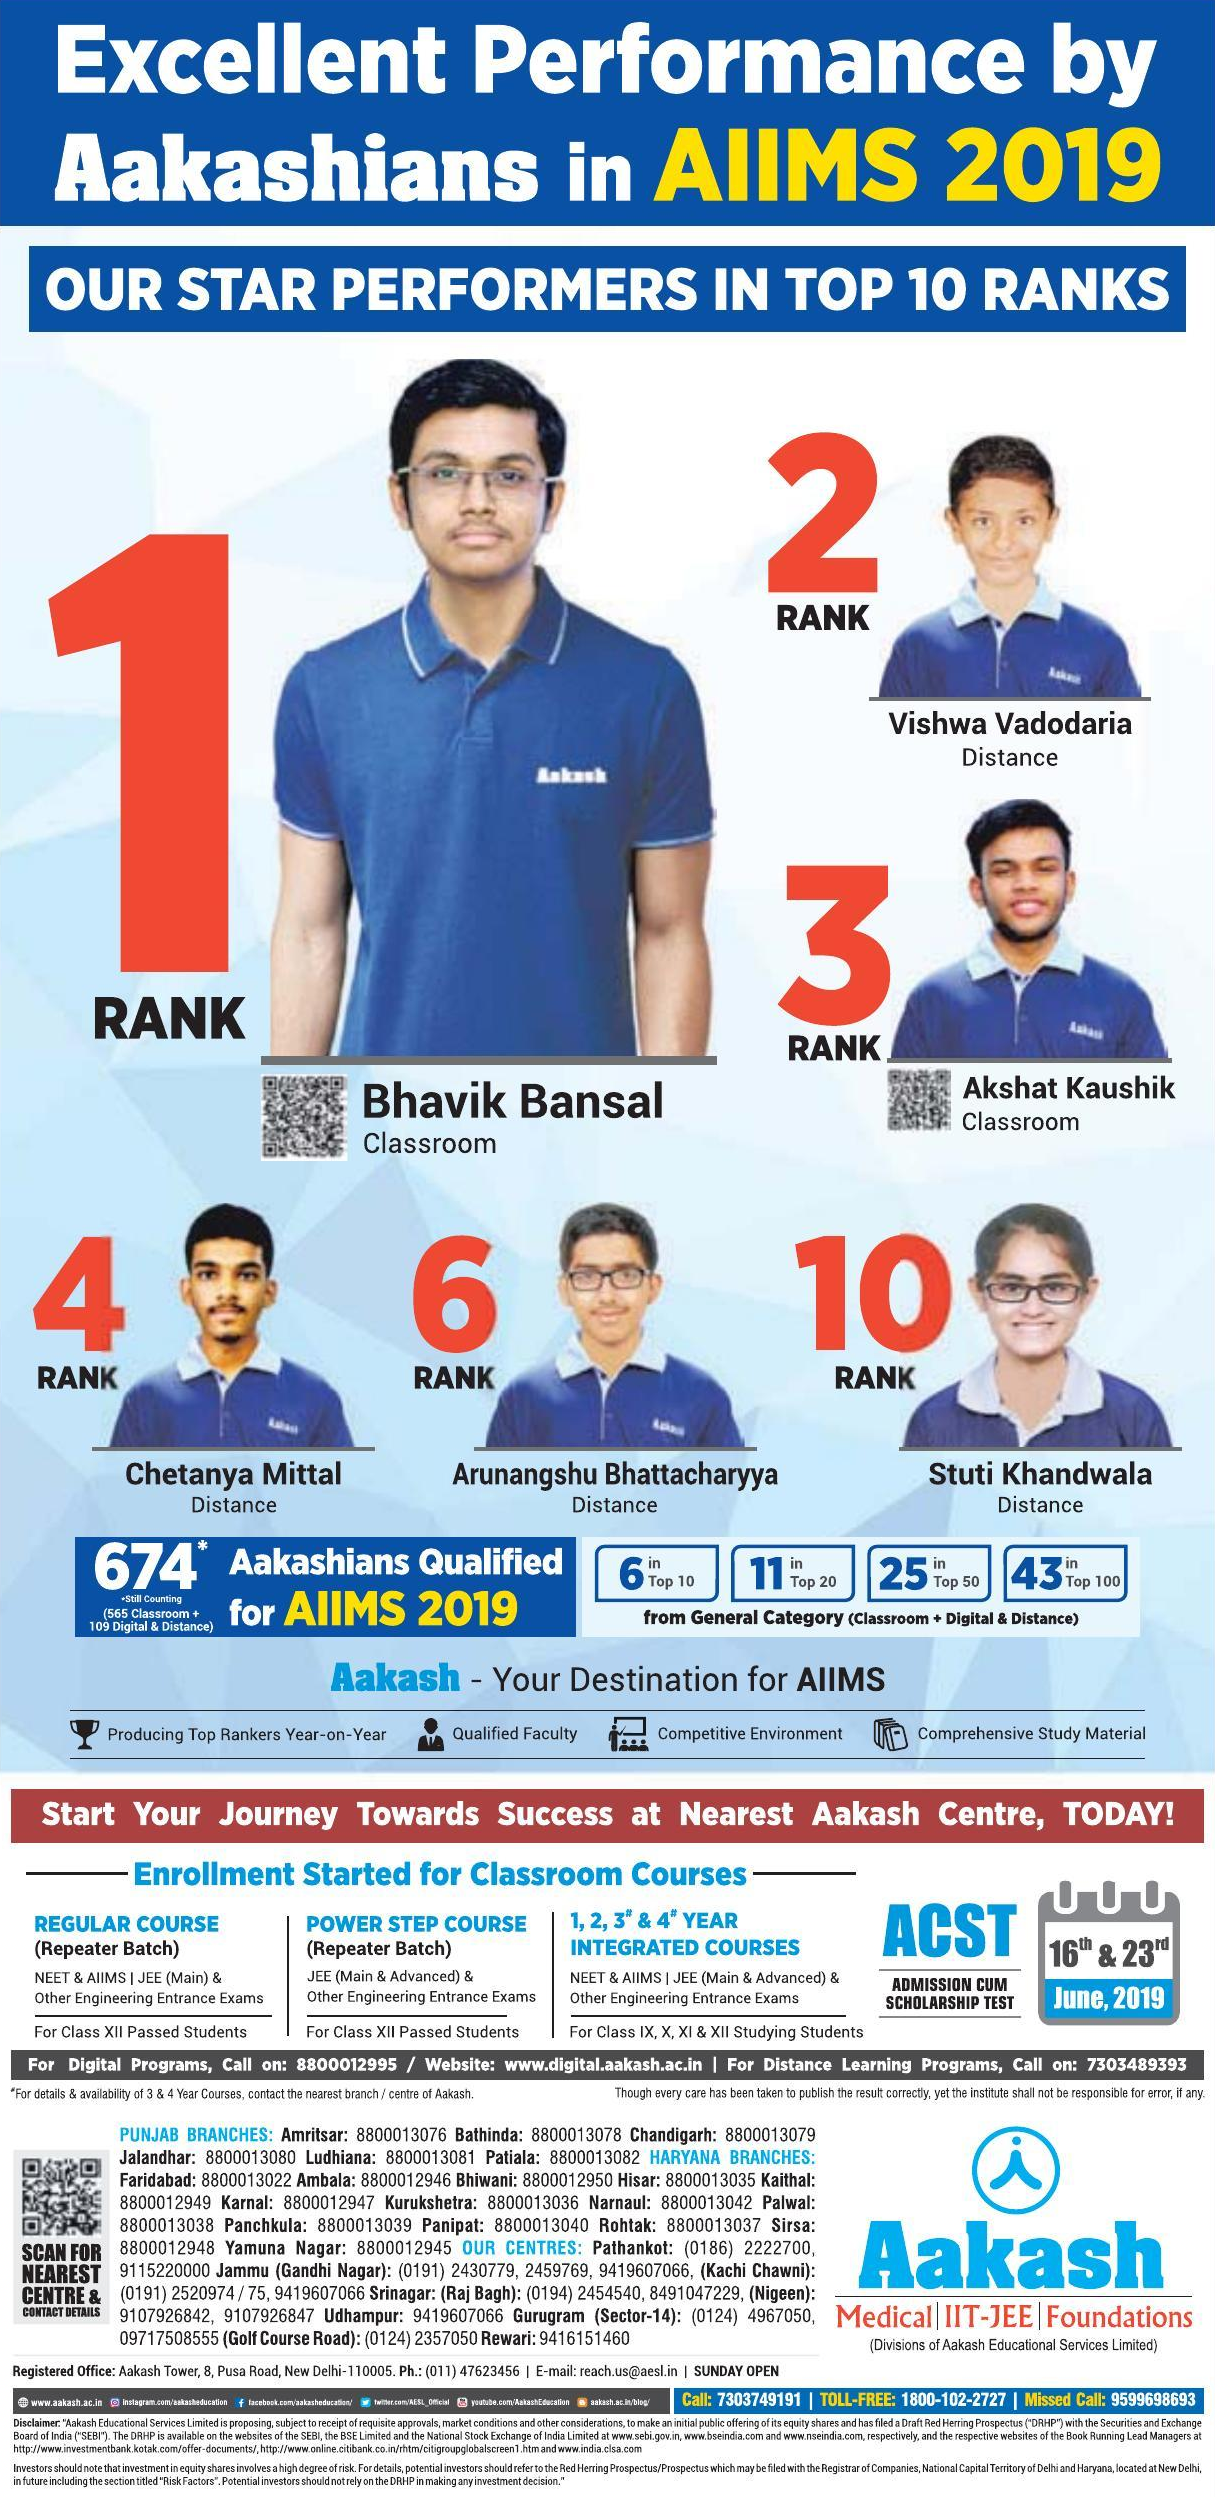 Excellent Performance by
Aakashians in AIIMS 2019
OUR STAR PERFORMERS IN TOP 10 RANKS
1
RANK
Aakash
Bhavik Bansal
Classroom
2
RANK
Aakash
Vishwa Vadodaria
Distance
3
RANK
Aakash
Akshat Kaushik
Classroom
4
RANK
Aakash
Chetanya Mittal
Distance
6
RANK
Aakash
Arunangshu Bhattacharyya
Distance
10
RANK
Stuti Khandwala
Distance
674*
*Still Counting
(565 Classroom +
109 Digital & Distance)
Aakashians Qualified
for AIIMS 2019
6 in Top 10
11 in Top 20
25 in Top 50
43 in Top 100
from General Category (Classroom + Digital & Distance)
Aakash - Your Destination for AIIMS
Producing Top Rankers Year-on-Year
Qualified Faculty
Competitive Environment
Comprehensive Study Material
Start Your Journey Towards Success at Nearest Aakash Centre, TODAY!
Enrollment Started for Classroom Courses
REGULAR COURSE
(Repeater Batch)
NEET & AIIMS | JEE (Main) &
Other Engineering Entrance Exams
For Class XII Passed Students
POWER STEP COURSE
(Repeater Batch)
JEE (Main & Advanced) &
Other Engineering Entrance Exams
For Class XII Passed Students
1, 2, 3# & 4# YEAR
INTEGRATED COURSES
NEET & AIIMS | JEE (Main & Advanced) &
Other Engineering Entrance Exams
For Class IX, X, XI & XII Studying Students
ACST
ADMISSION CUM
SCHOLARSHIP TEST
16th & 23rd
June, 2019
For Digital Programs, Call on: 8800012995 / Website: www.digital.aakash.ac.in | For Distance Learning Programs, Call on: 7303489393
#For details & availability of 3 & 4 Year Courses, contact the nearest branch / centre of Aakash.
Though every care has been taken to publish the result correctly, yet the institute shall not be responsible for error, if any.
SCAN FOR
NEAREST
CENTRE &
CONTACT DETAILS
PUNJAB BRANCHES: Amritsar: 8800013076 Bathinda: 8800013078 Chandigarh: 8800013079
Jalandhar: 8800013080 Ludhiana: 8800013081 Patiala: 8800013082 HARYANA BRANCHES:
Faridabad: 8800013022 Ambala: 8800012946 Bhiwani: 8800012950 Hisar: 8800013035 Kaithal:
8800012949 Karnal: 8800012947 Kurukshetra: 8800013036 Narnaul: 8800013042 Palwal:
8800013038 Panchkula: 8800013039 Panipat: 8800013040 Rohtak: 8800013037 Sirsa:
8800012948 Yamuna Nagar: 8800012945 OUR CENTRES: Pathankot: (0186) 2222700,
9115220000 Jammu (Gandhi Nagar): (0191) 2430779, 2459769, 9419607066, (Kachi Chawni):
(0191) 2520974 / 75, 9419607066 Srinagar: (Raj Bagh): (0194) 2454540, 8491047229, (Nigeen):
9107926842, 9107926847 Udhampur: 9419607066 Gurugram (Sector-14): (0124) 4967050,
09717508555 (Golf Course Road): (0124) 2357050 Rewari: 9416151460
Aakash
Medical | IIT-JEE | Foundations
(Divisions of Aakash Educational Services Limited)
Registered Office: Aakash Tower, 8, Pusa Road, New Delhi-110005. Ph.: (011) 47623456 | E-mail: reach.us@aesl.in | SUNDAY OPEN
www.aakash.ac.in instagram.com/aakasheducation facebook.com/aakasheducation/ twitter.com/AESL_Official youtube.com/AakashEducation aakash.ac.in/blog/
Call: 7303749191 | TOLL-FREE: 1800-102-2727 | Missed Call: 9599698693
Disclaimer: "Aakash Educational Services Limited is proposing, subject to receipt of requisite approvals, market conditions and other considerations, to make an initial public offering of its equity shares and has filed a Draft Red Herring Prospectus ("DRHP") with the Securities and Exchange
Board of India ("SEBI"). The DRHP is available on the websites of the SEBI, the BSE Limited and the National Stock Exchange of India Limited at www.sebi.gov.in, www.bseindia.com and www.nseindia.com, respectively, and the respective websites of the Book Running Lead Managers at
http://www.investmentbank.kotak.com/offer-documents/, http://www.online.citibank.co.in/rhtm/citigroupglobalscreen1.htm and www.india.clsa.com
Investors should note that investment in equity shares involves a high degree of risk. For details, potential investors should refer to the Red Herring Prospectus/Prospectus which may be filed with the Registrar of Companies, National Capital Territory of Delhi and Haryana, located at New Delhi,
in future including the section titled "Risk Factors". Potential investors should not rely on the DRHP in making any investment decision."